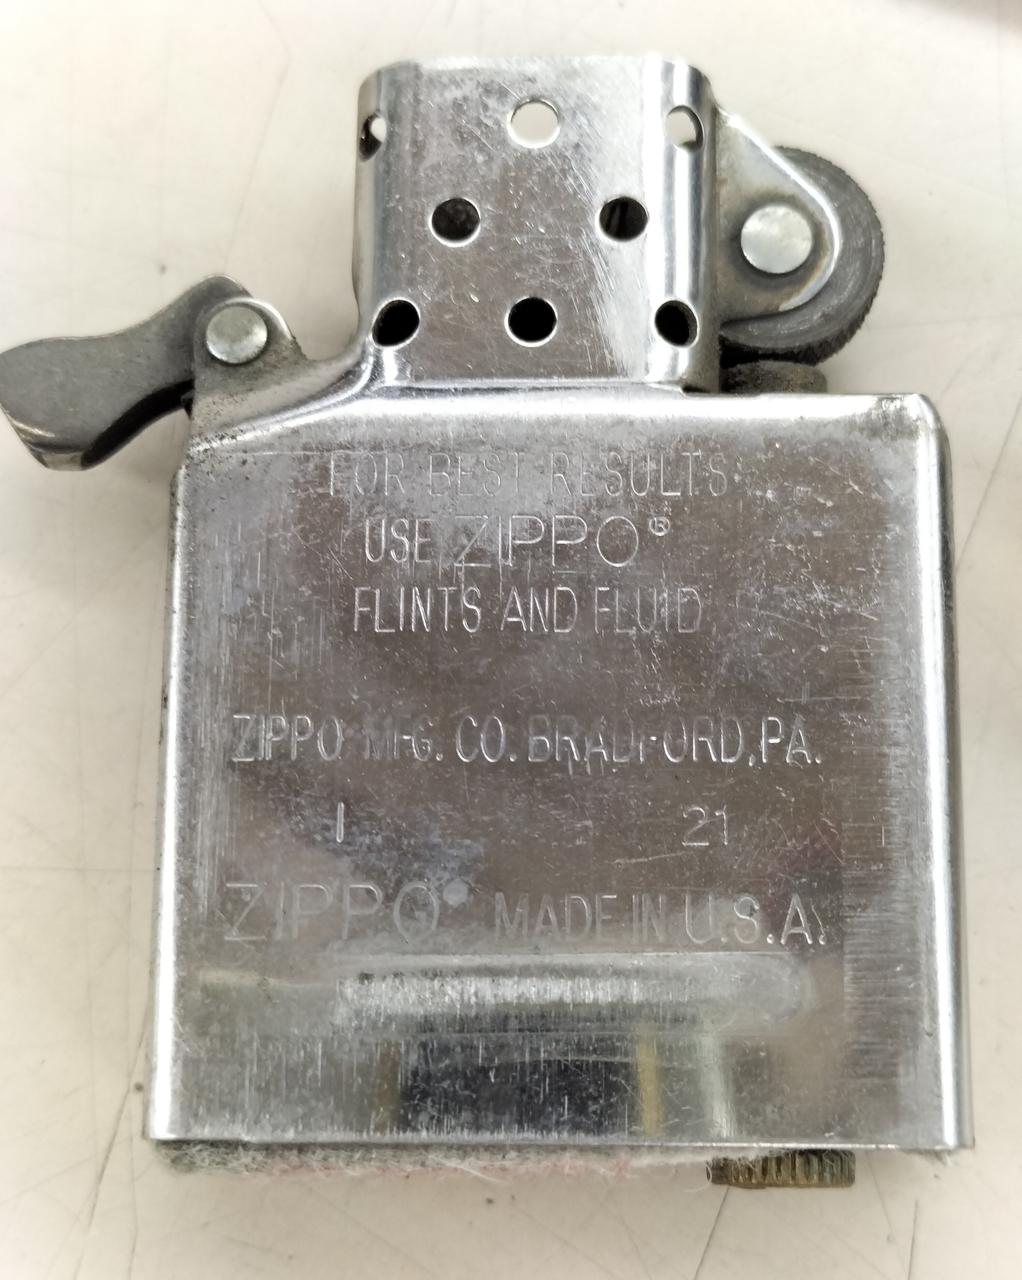 FOR BEST RESULTS
USE ZIPPO®
FLINTS AND FLUID
ZIPPO MFG. CO. BRADFORD, PA.
I 21
ZIPPO® MADE IN U.S.A.